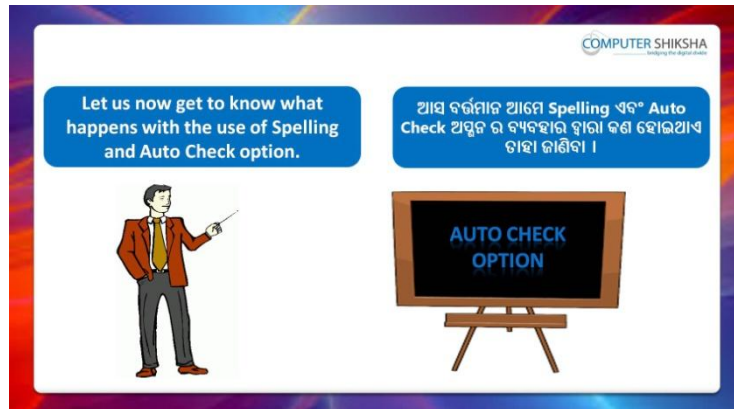 COMPUTER SHIKSHA
bridging the digital divide
Let us now get to know what
happens with the use of Spelling
and Auto Check option.
ଆସ ବର୍ତ୍ତମାନ ଆମେ Spelling ଏବଂ Auto
Check ଅପ୍ସନ ର ବ୍ୟବହାର ଦ୍ୱାରା କଣ ହୋଇଥାଏ
ତାହା ଜାଣିବା ।
AUTO CHECK
OPTION